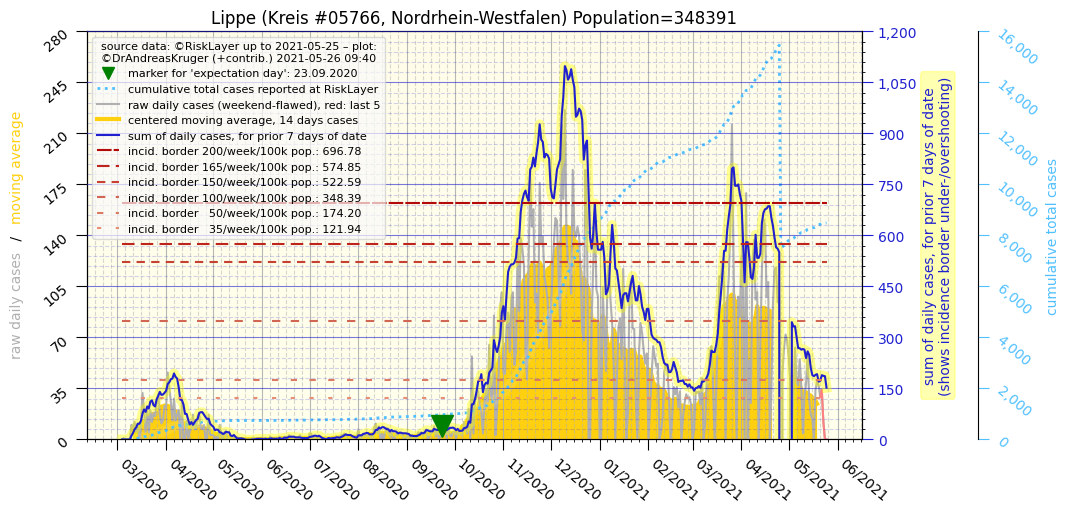 Lippe (Kreis #05766, Nordrhein-Westfalen) Population=348391
source data: ©RiskLayer up to 2021-05-25 – plot:
©DrAndreasKruger (+contrib.) 2021-05-26 09:40
marker for 'expectation day': 23.09.2020
cumulative total cases reported at RiskLayer
raw daily cases (weekend-flawed), red: last 5
centered moving average, 14 days cases
sum of daily cases, for prior 7 days of date
incid. border 200/week/100k pop.: 696.78
incid. border 165/week/100k pop.: 574.85
incid. border 150/week/100k pop.: 522.59
incid. border 100/week/100k pop.: 348.39
incid. border   50/week/100k pop.: 174.20
incid. border   35/week/100k pop.: 121.94
raw daily cases / moving average
280
245
210
175
140
105
70
35
0
1,200
1,050
900
750
600
450
300
150
0
sum of daily cases, for prior 7 days of date
(shows incidence border under-/overshooting)
16,000
14,000
12,000
10,000
8,000
6,000
4,000
2,000
0
cumulative total cases
03/2020
04/2020
05/2020
06/2020
07/2020
08/2020
09/2020
10/2020
11/2020
12/2020
01/2021
02/2021
03/2021
04/2021
05/2021
06/2021